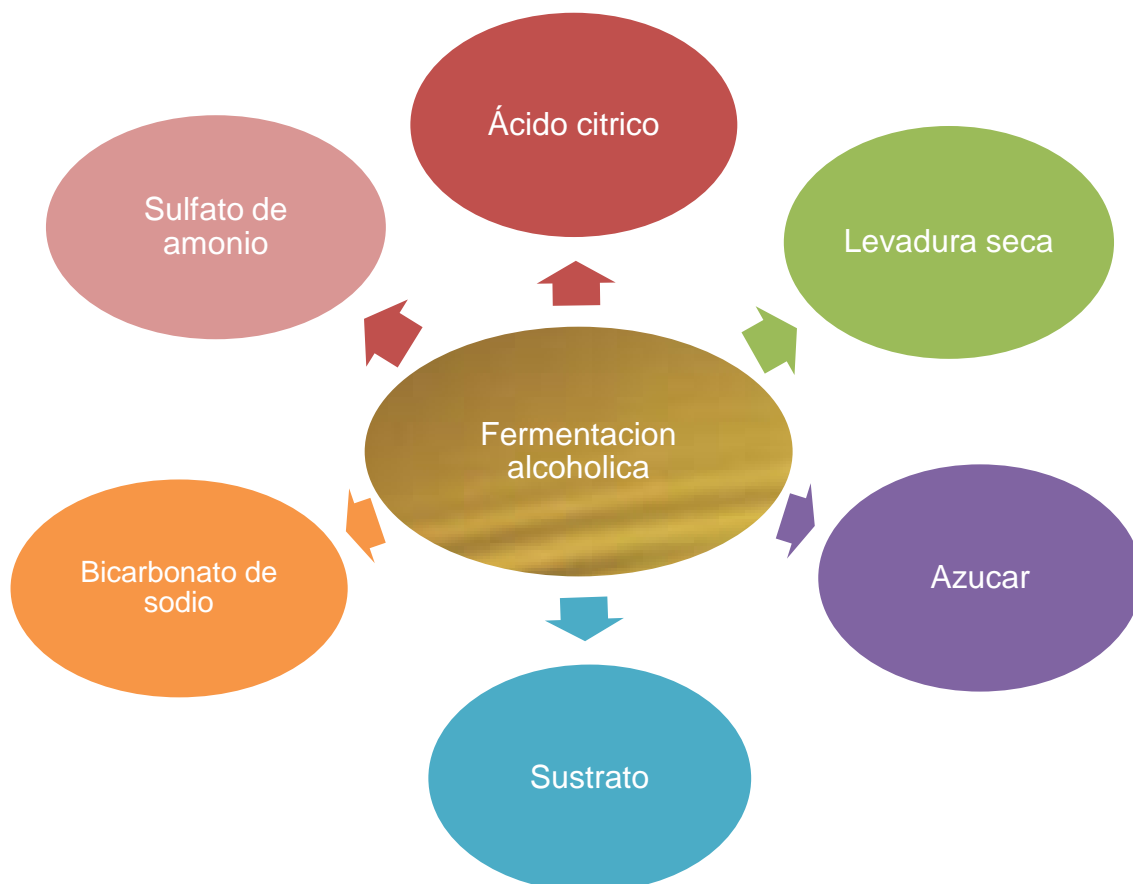 Ácido citrico
Sulfato de
amonio
Levadura seca
Fermentacion
alcoholica
Bicarbonato de
sodio
Azucar
Sustrato